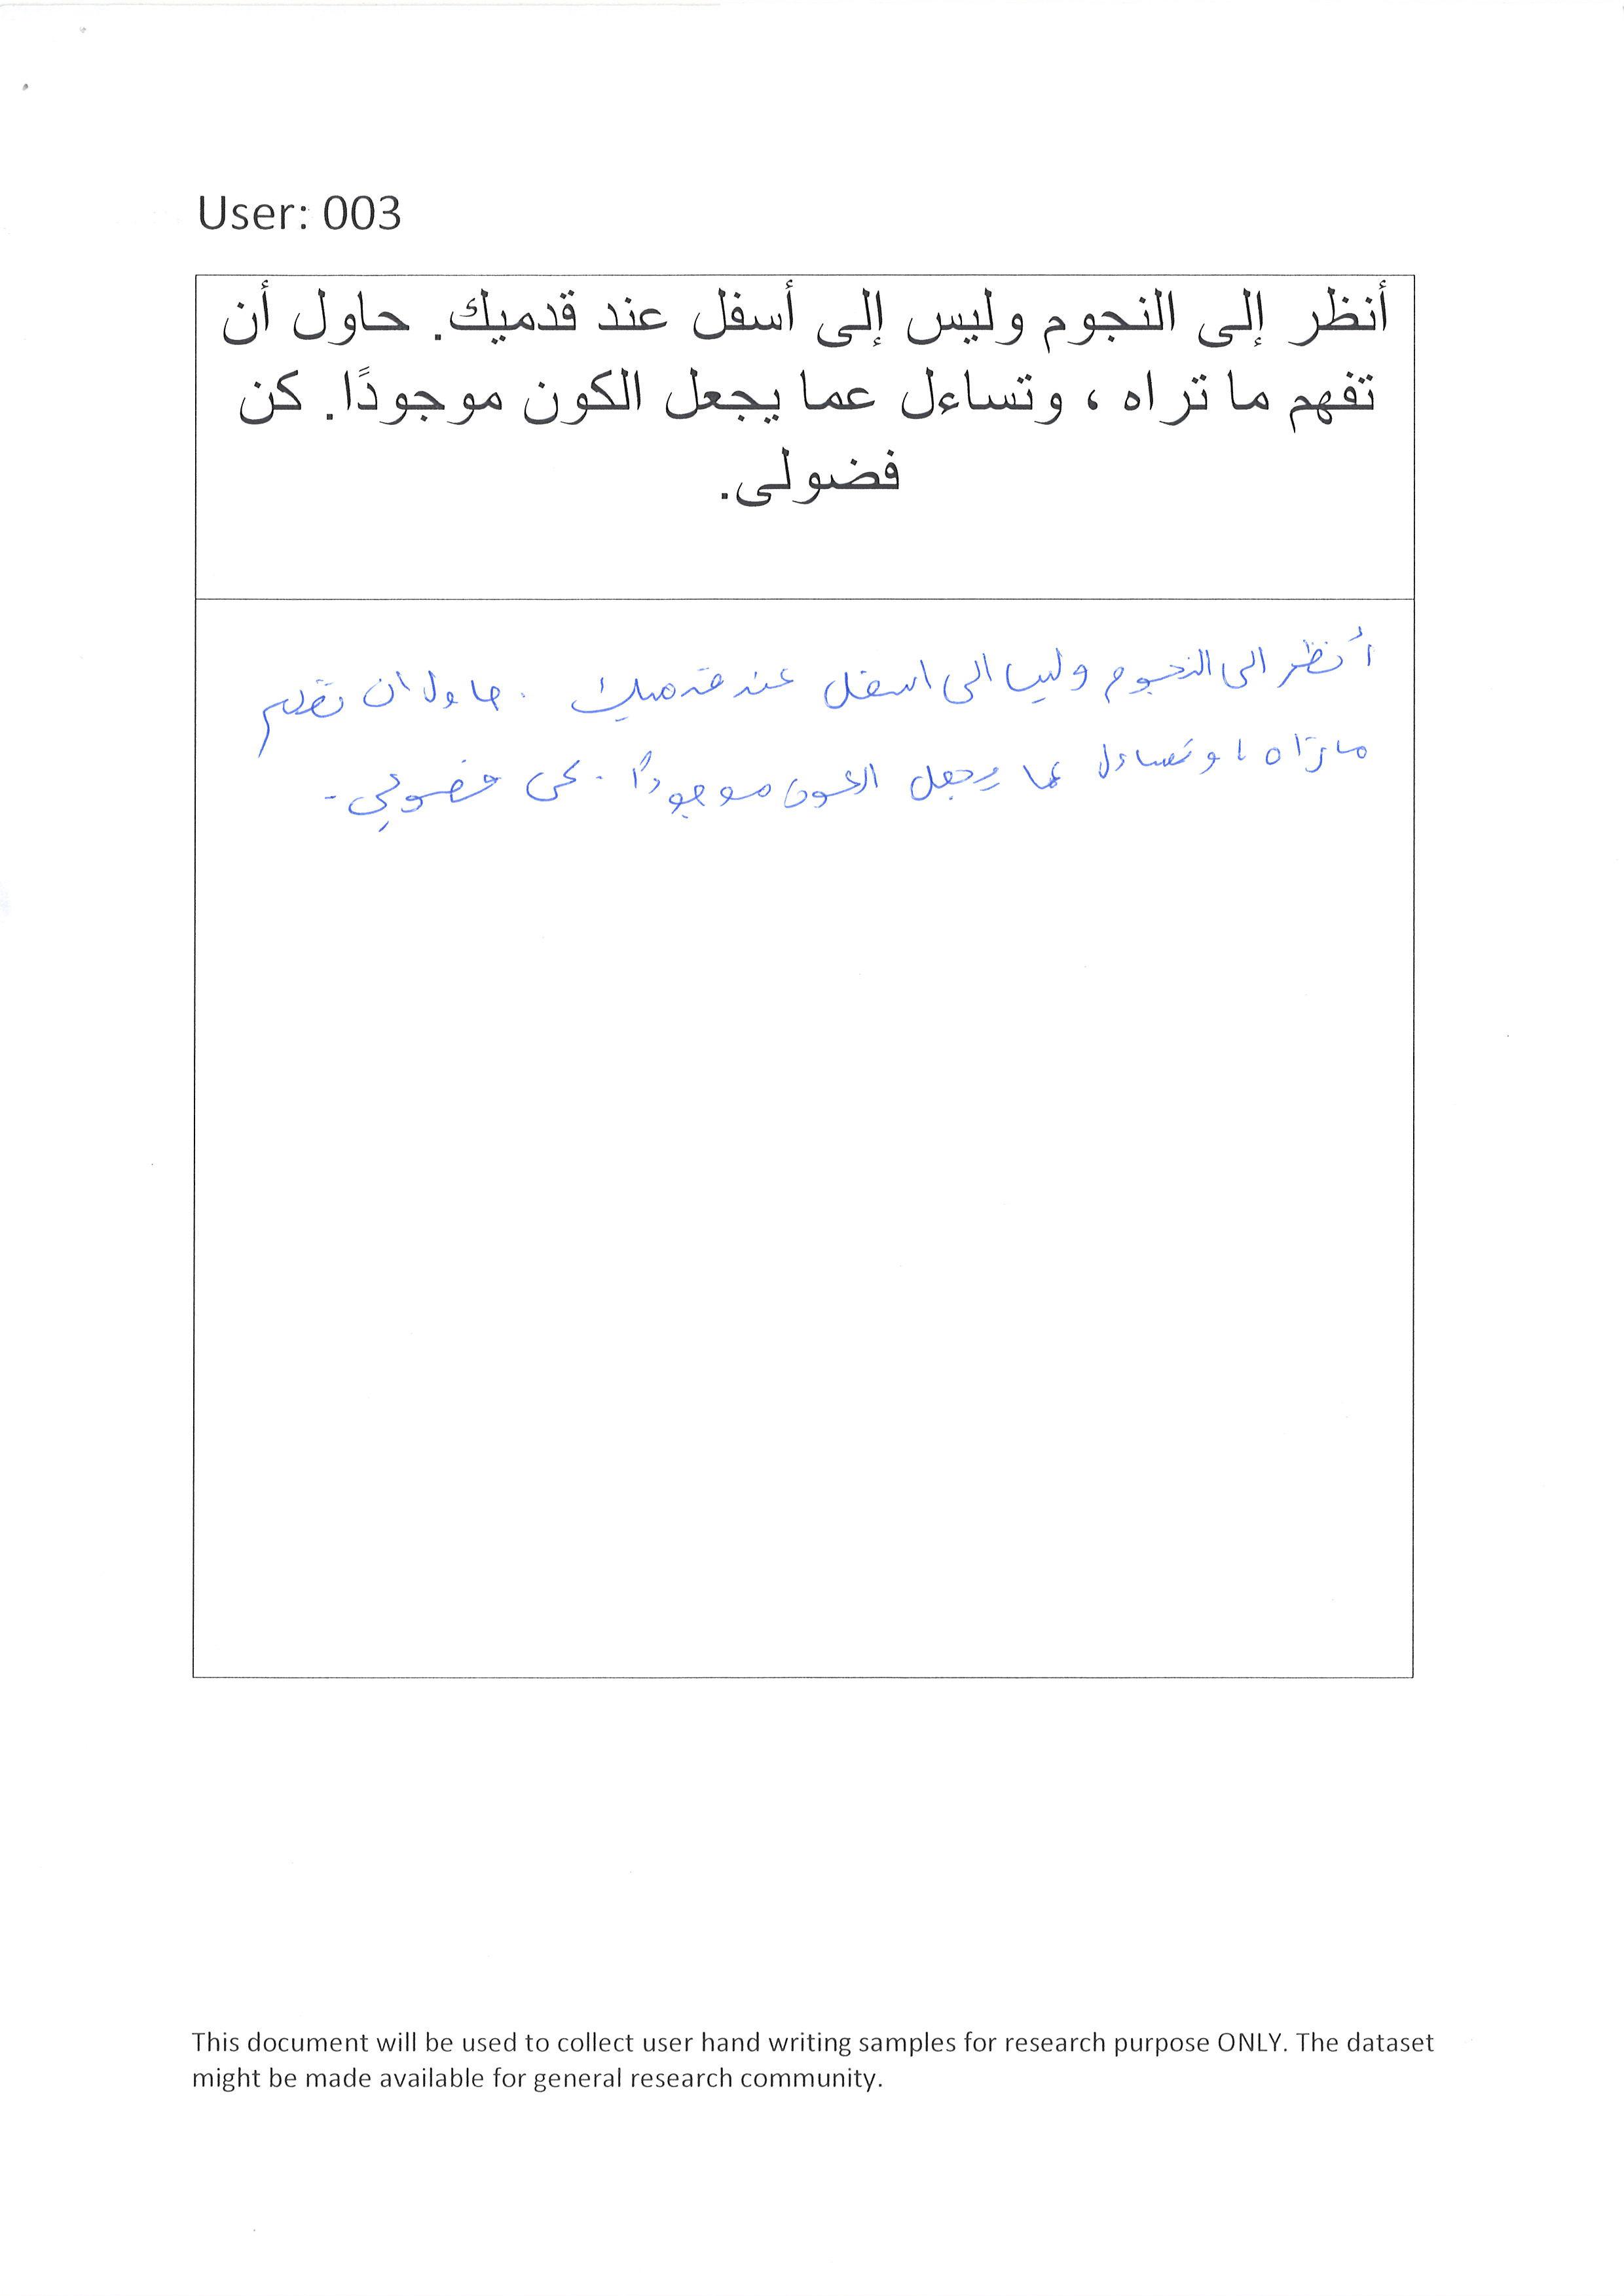 User: 003
أنظر إلى النجوم وليس إلى أسفل عند قدميك. حاول أن
تفهم ما تراه ، وتساءل عما يجعل الكون موجودًا. كن
فضولى.
أنظر الى النجوم وليس الى اسفل عند قدميك . حاول ان تفهم
ما تراه ، وتساءل عما يجعل الكون موجودًا . كن فضولي .
This document will be used to collect user hand writing samples for research purpose ONLY. The dataset
might be made available for general research community.